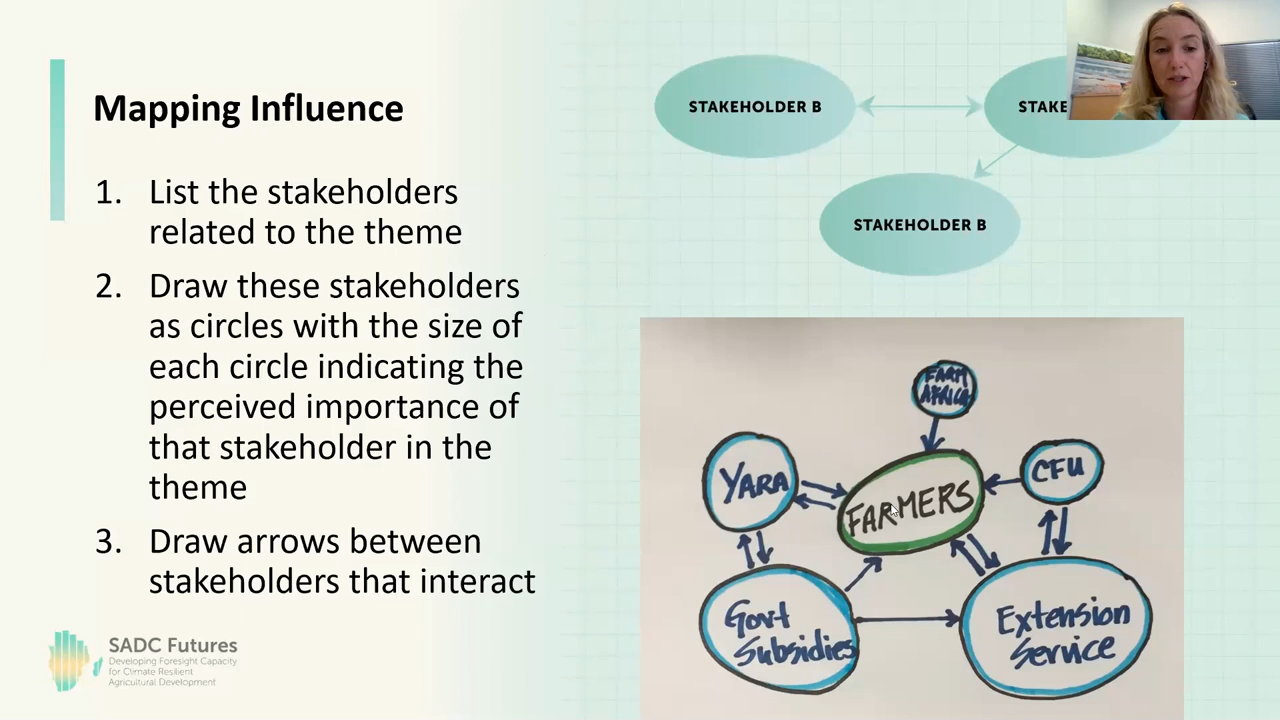 Mapping Influence
1. List the stakeholders
related to the theme
2. Draw these stakeholders
as circles with the size of
each circle indicating the
perceived importance of
that stakeholder in the
theme
3. Draw arrows between
stakeholders that interact
SADC Futures
Developing Foresight Capacity
for Climate Resilient
Agricultural Development
STAKEHOLDER B
STAKE
STAKEHOLDER B
FARM
AFRICA
YARA
FARMERS
CFU
Govt
Subsidies
Extension
Service